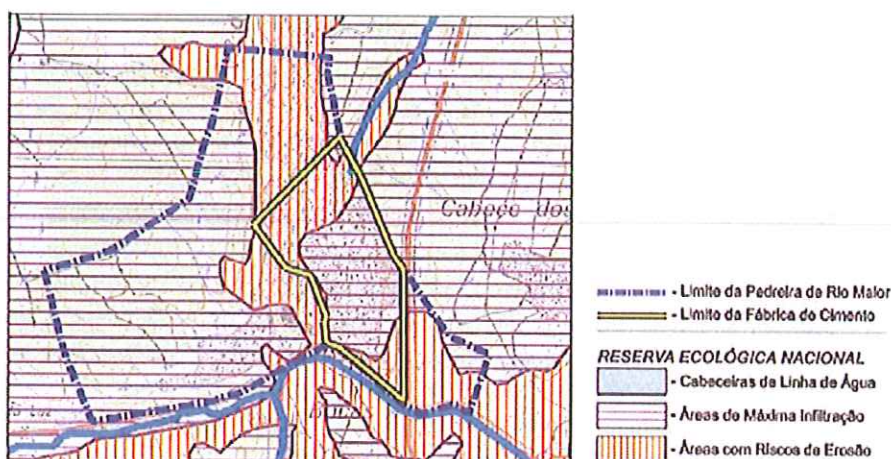 Cabeço dos
- Limite da Pedreira de Rio Maior
- Limite da Fábrica de Cimento
RESERVA ECOLÓGICA NACIONAL
- Cabeceiras de Linha de Água
- Áreas de Máxima Infiltração
- Áreas com Riscos de Erosão